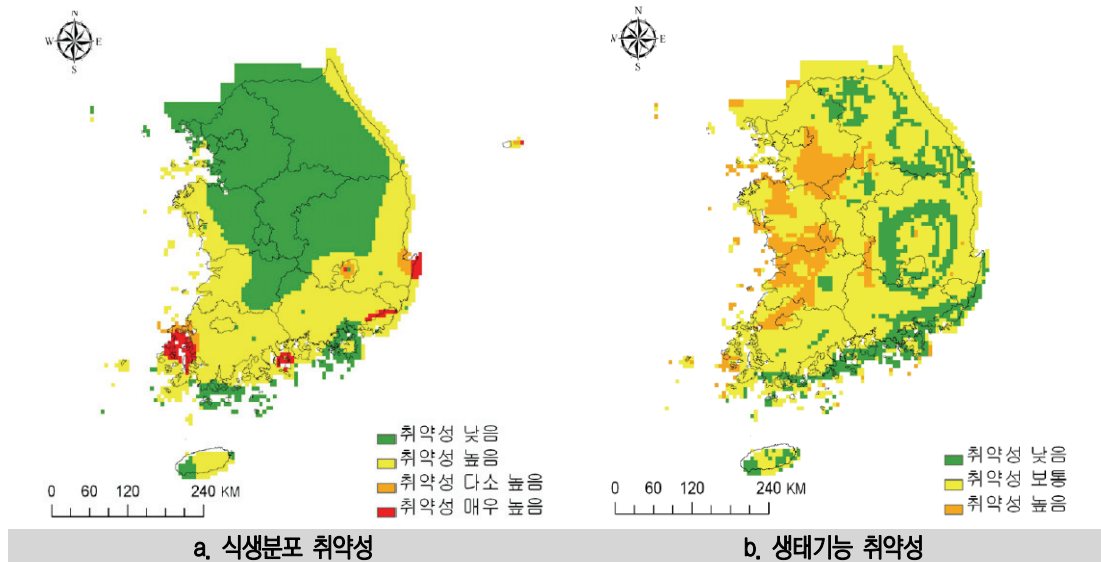 N
W
E
S
취약성 낮음
취약성 높음
취약성 다소 높음
취약성 매우 높음
0 60 120 240 KM
a. 식생분포 취약성
N
W
E
S
취약성 낮음
취약성 보통
취약성 높음
0 60 120 240 KM
b. 생태기능 취약성